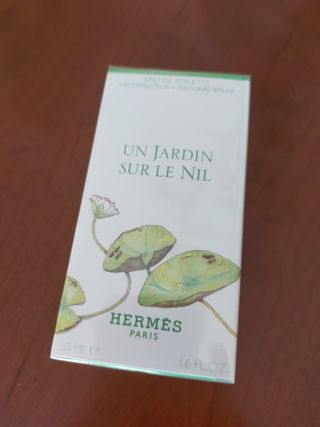 EAU DE TOILETTE
VAPORISATEUR • NATURAL SPRAY
UN JARDIN
SUR LE NIL
HERMÈS
PARIS
50 ML ℮
1.6 FL.OZ